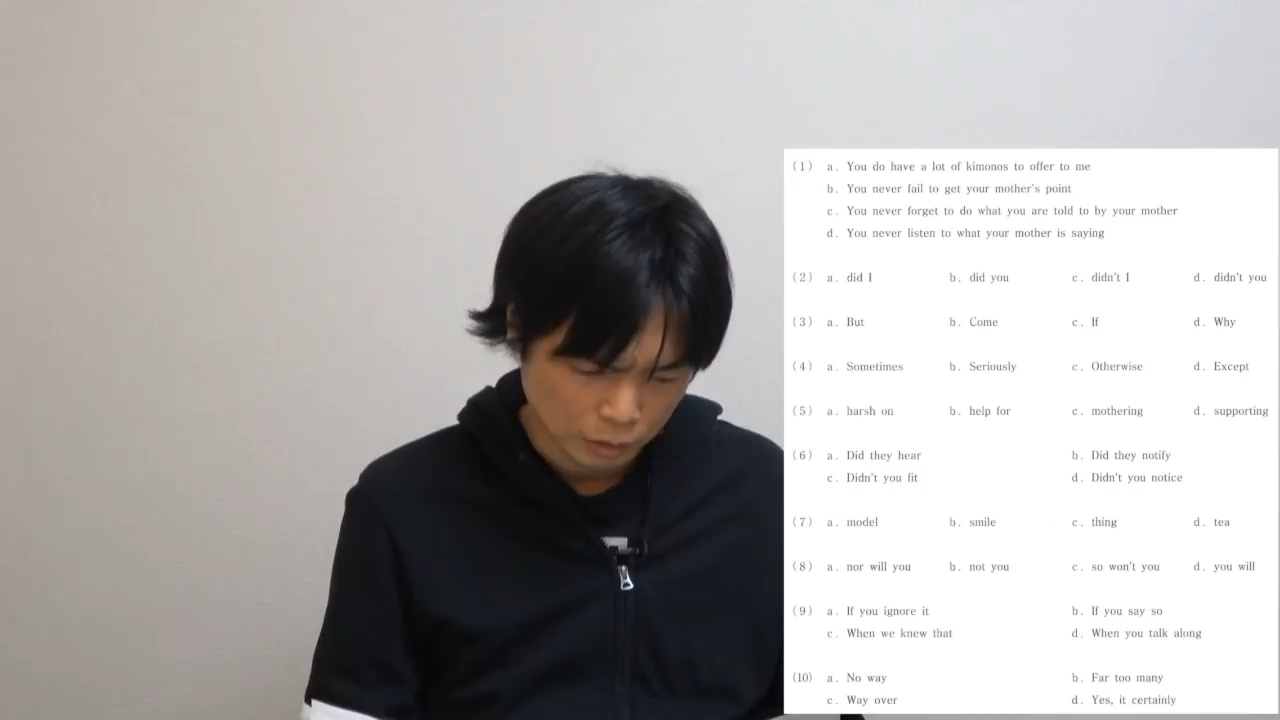 (1) a. You do have a lot of kimonos to offer to me
b. You never fail to get your mother's point
c. You never forget to do what you are told to by your mother
d. You never listen to what your mother is saying
(2) a. did I b. did you c. didn't I d. didn't you
(3) a. But b. Come c. If d. Why
(4) a. Sometimes b. Seriously c. Otherwise d. Except
(5) a. harsh on b. help for c. mothering d. supporting
(6) a. Did they hear b. Did they notify
c. Didn't you fit d. Didn't you notice
(7) a. model b. smile c. thing d. tea
(8) a. nor will you b. not you c. so won't you d. you will
(9) a. If you ignore it b. If you say so
c. When we knew that d. When you talk along
(10) a. No way b. Far too many
c. Way over d. Yes, it certainly